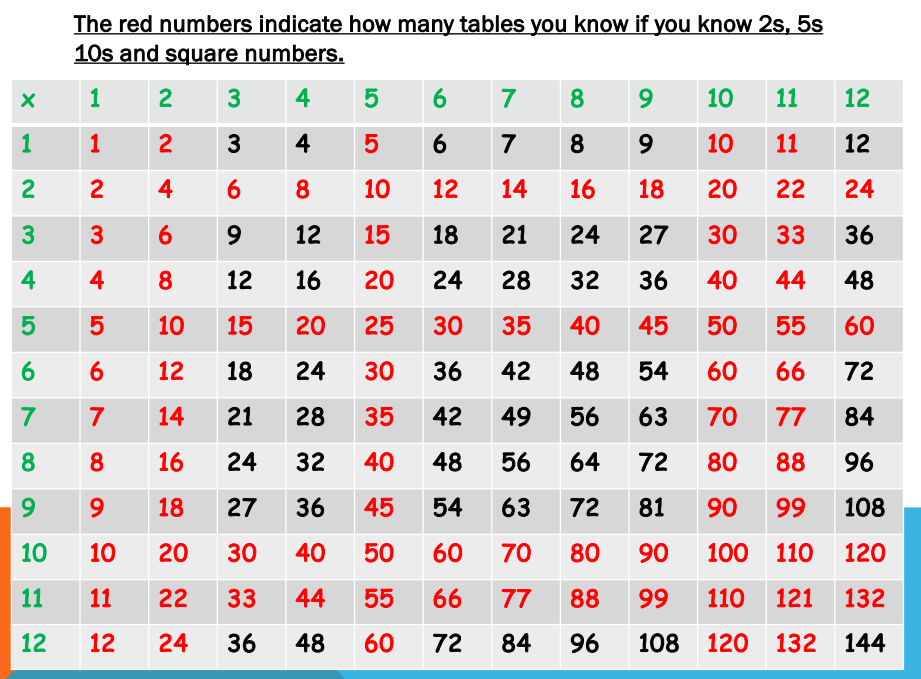 The red numbers indicate how many tables you know if you know 2s, 5s
10s and square numbers.
x 1 2 3 4 5 6 7 8 9 10 11 12
1 1 2 3 4 5 6 7 8 9 10 11 12
2 2 4 6 8 10 12 14 16 18 20 22 24
3 3 6 9 12 15 18 21 24 27 30 33 36
4 4 8 12 16 20 24 28 32 36 40 44 48
5 5 10 15 20 25 30 35 40 45 50 55 60
6 6 12 18 24 30 36 42 48 54 60 66 72
7 7 14 21 28 35 42 49 56 63 70 77 84
8 8 16 24 32 40 48 56 64 72 80 88 96
9 9 18 27 36 45 54 63 72 81 90 99 108
10 10 20 30 40 50 60 70 80 90 100 110 120
11 11 22 33 44 55 66 77 88 99 110 121 132
12 12 24 36 48 60 72 84 96 108 120 132 144